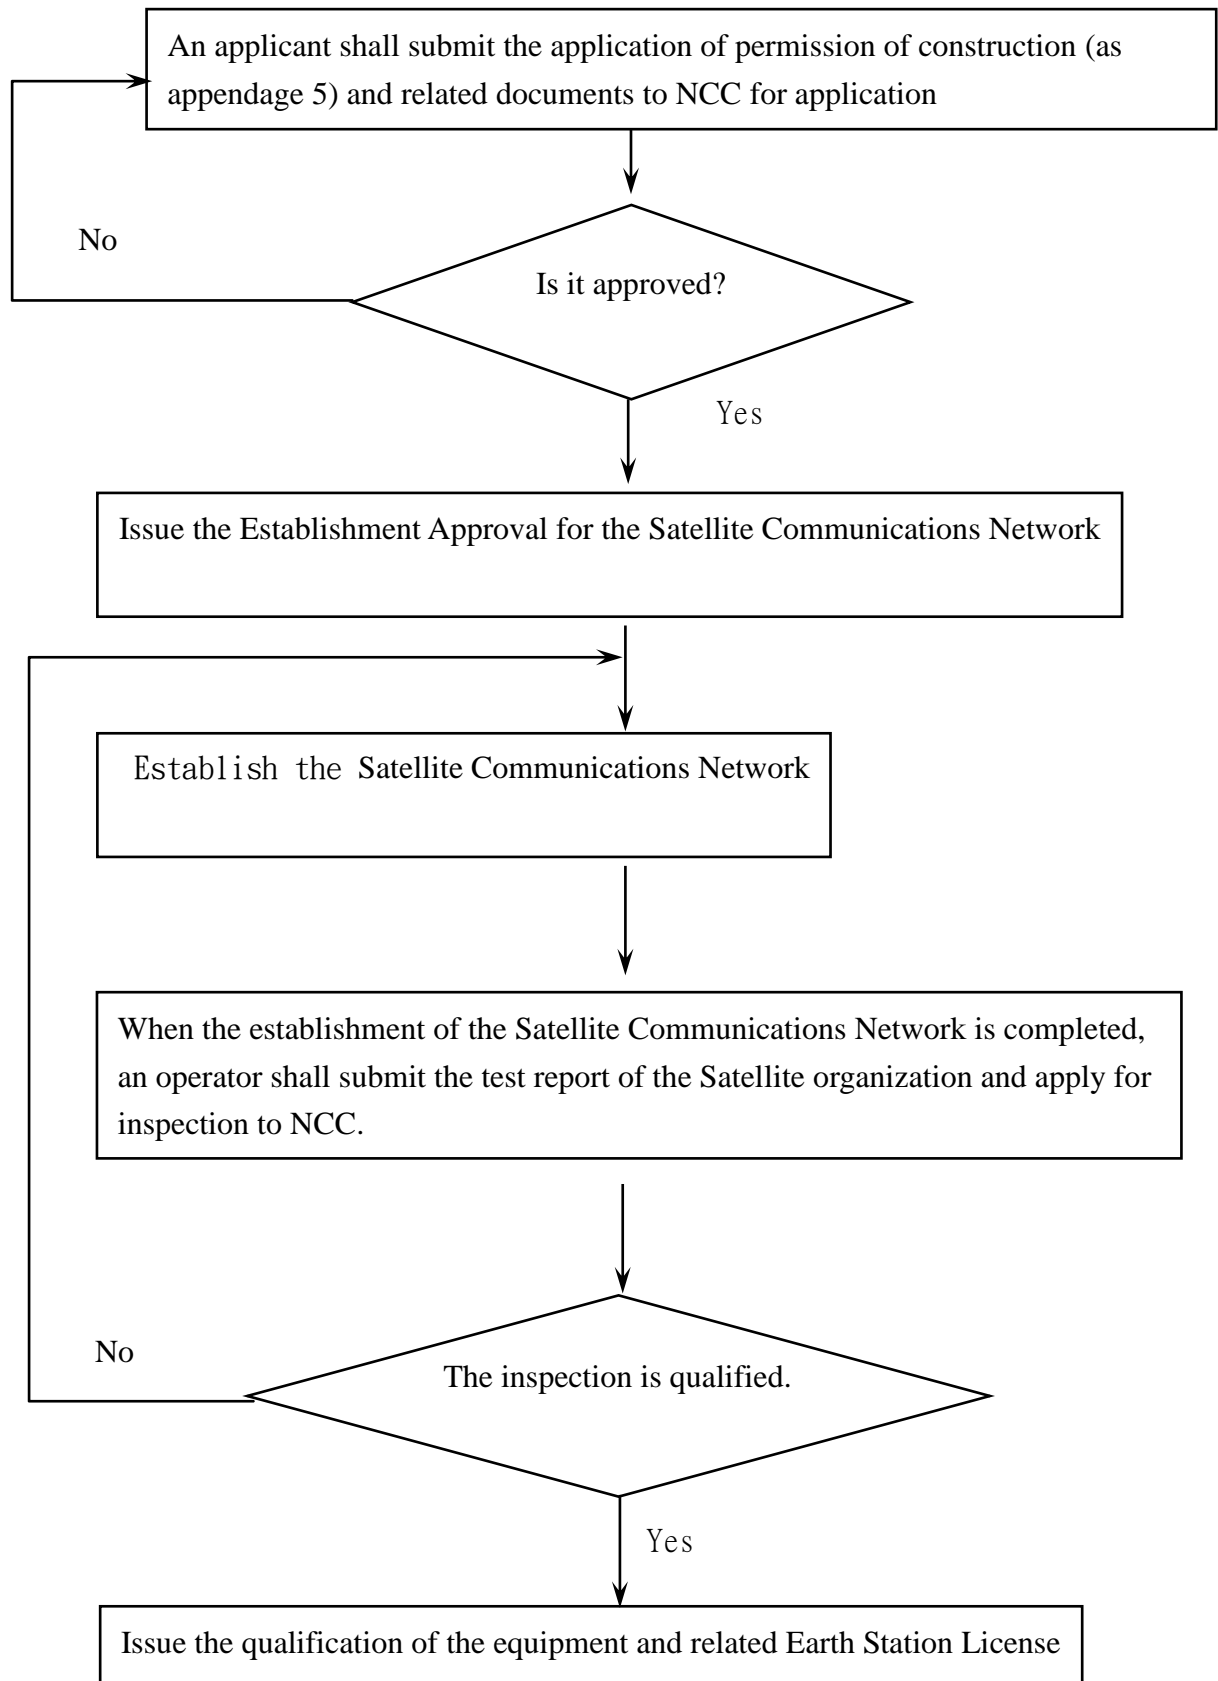 An applicant shall submit the application of permission of construction (as
appendage 5) and related documents to NCC for application
No
Is it approved?
Yes
Issue the Establishment Approval for the Satellite Communications Network
Establish the Satellite Communications Network
When the establishment of the Satellite Communications Network is completed,
an operator shall submit the test report of the Satellite organization and apply for
inspection to NCC.
No
The inspection is qualified.
Yes
Issue the qualification of the equipment and related Earth Station License